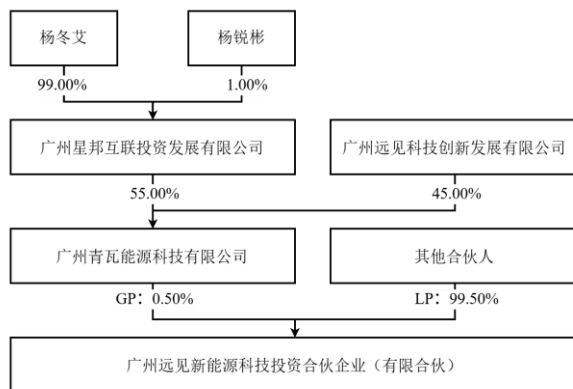 杨冬艾
杨锐彬
99.00%
1.00%
广州星邦互联投资发展有限公司
广州远见科技创新发展有限公司
55.00%
45.00%
广州青瓦能源科技有限公司
其他合伙人
GP：0.50%
LP：99.50%
广州远见新能源科技投资合伙企业（有限合伙）